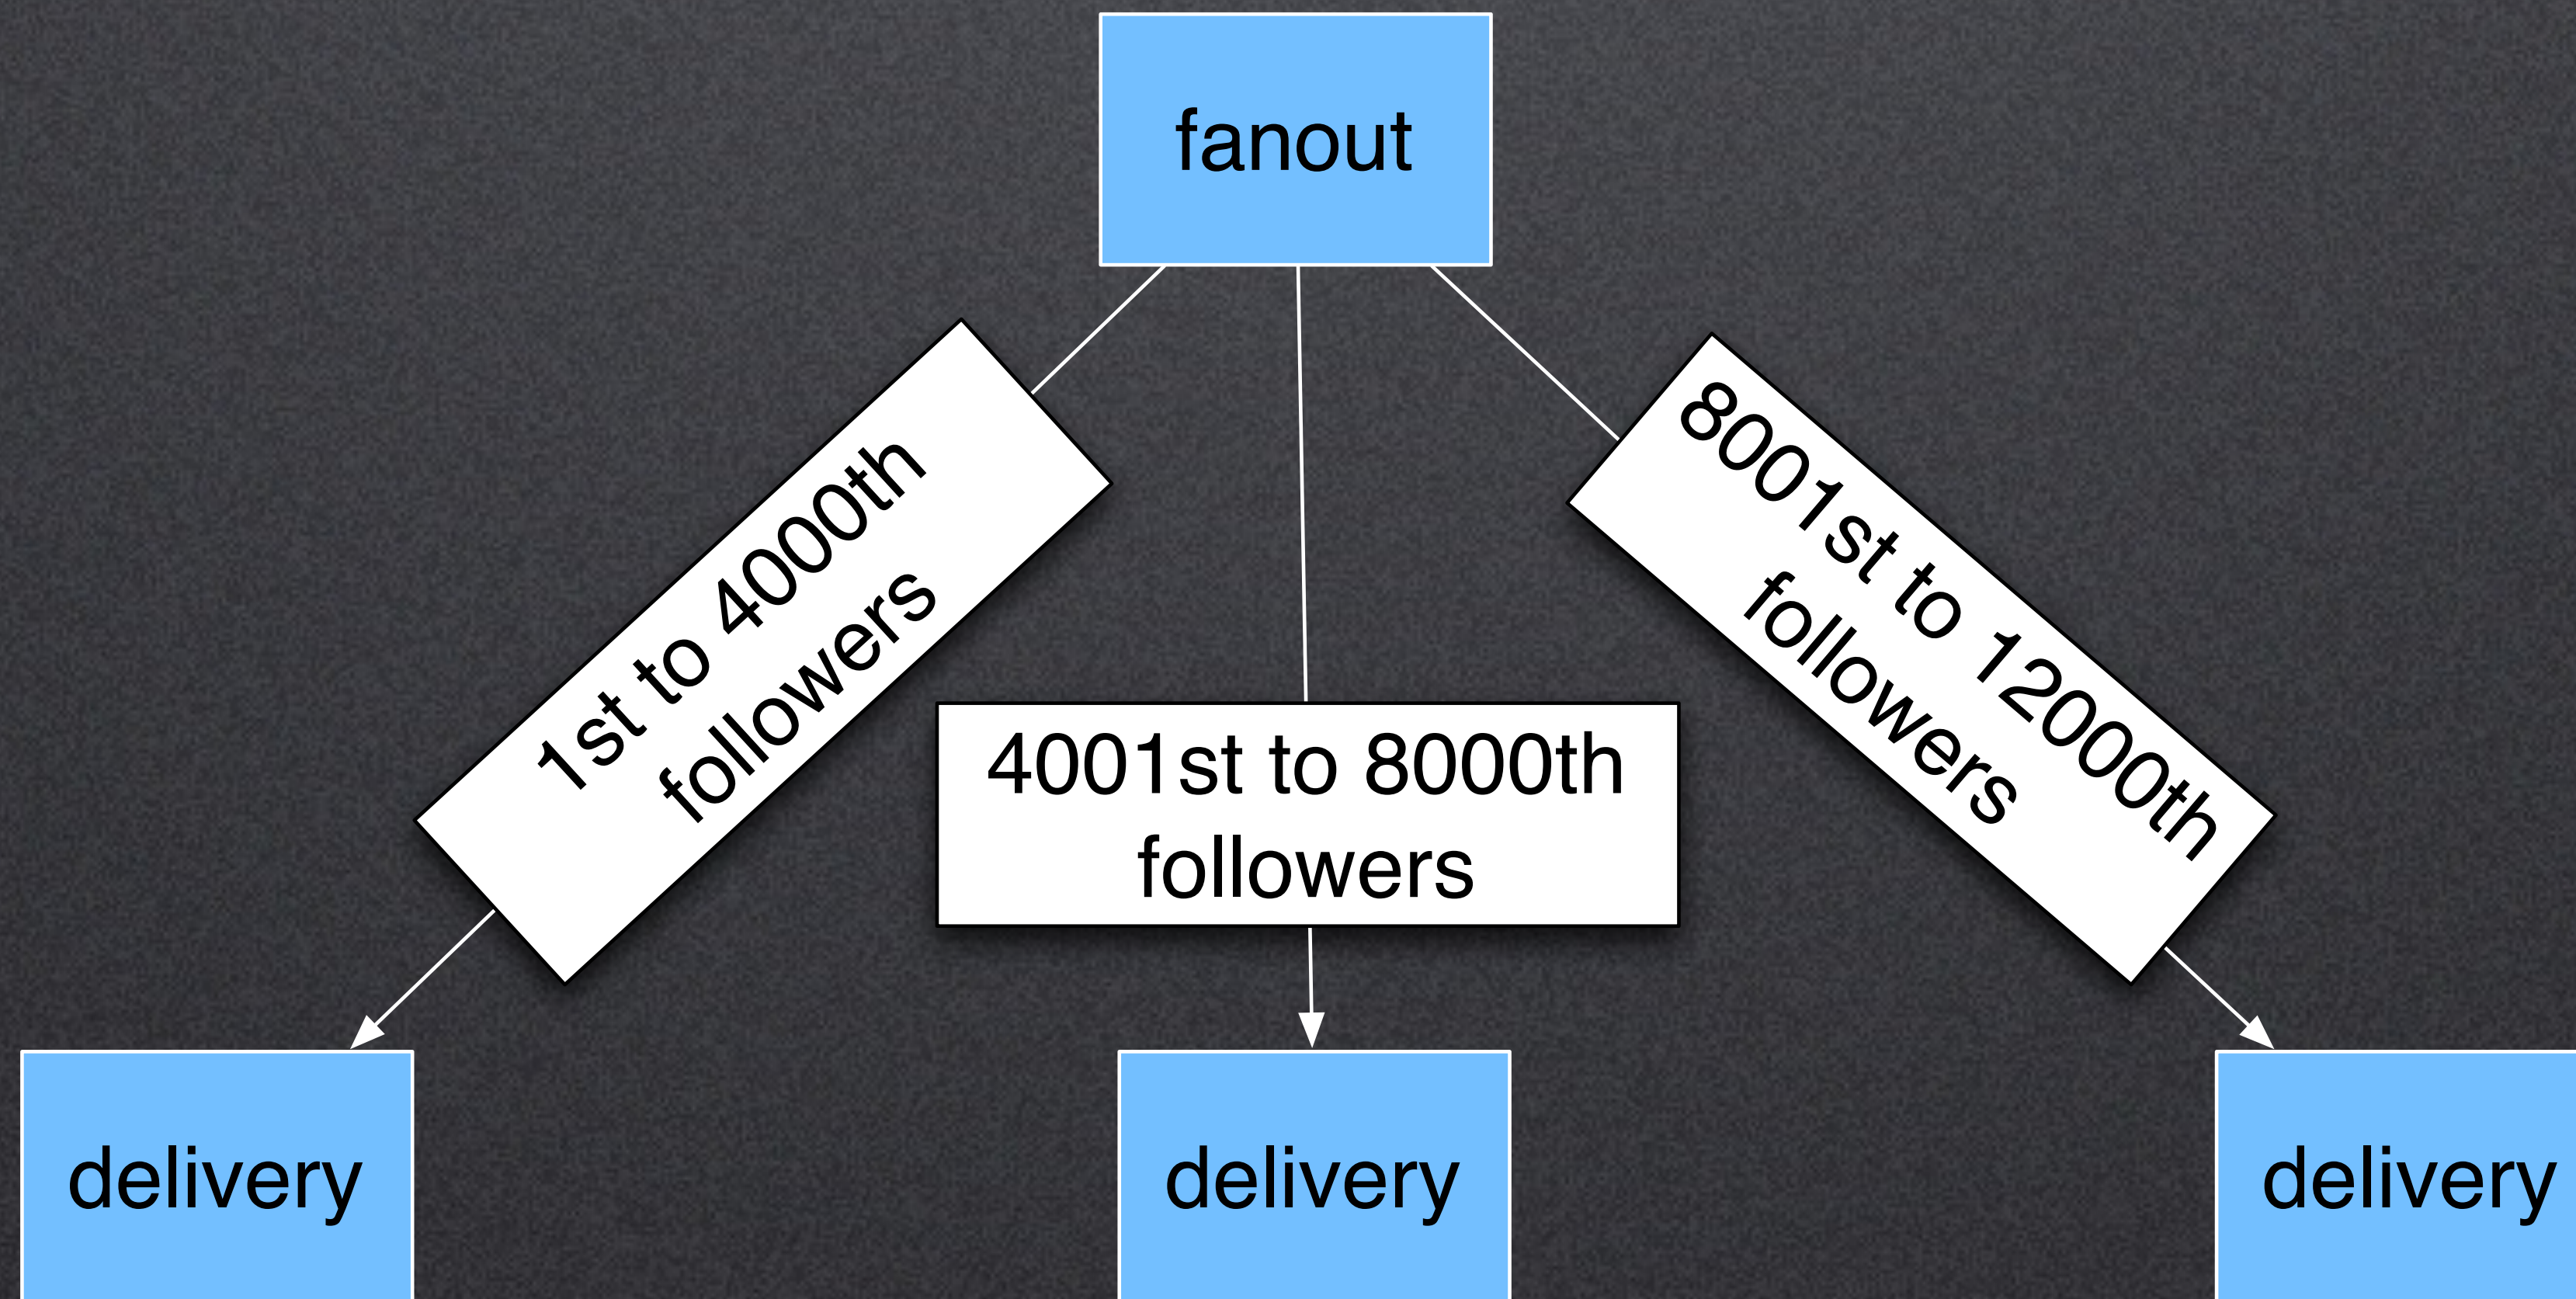 fanout
1st to 4000th
followers
4001st to 8000th
followers
8001st to 12000th
followers
delivery
delivery
delivery